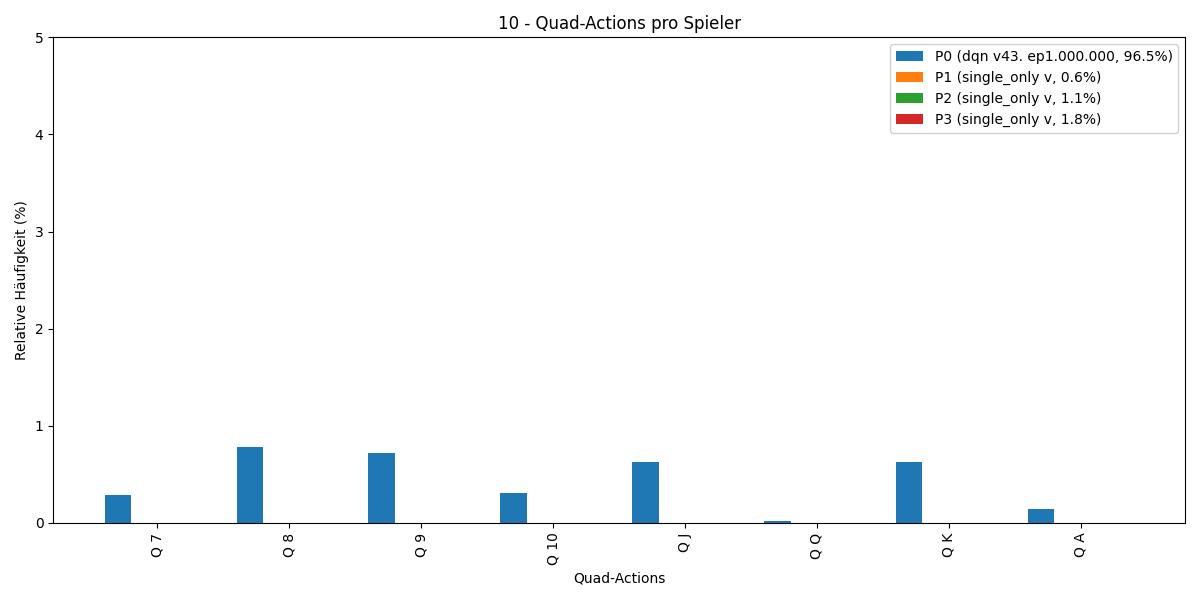 10 - Quad-Actions pro Spieler
P0 (dqn v43. ep1.000.000, 96.5%)
P1 (single_only v, 0.6%)
P2 (single_only v, 1.1%)
P3 (single_only v, 1.8%)
Relative Häufigkeit (%)
5
4
3
2
1
0
Q 7
Q 8
Q 9
Q 10
Q J
Q Q
Q K
Q A
Quad-Actions